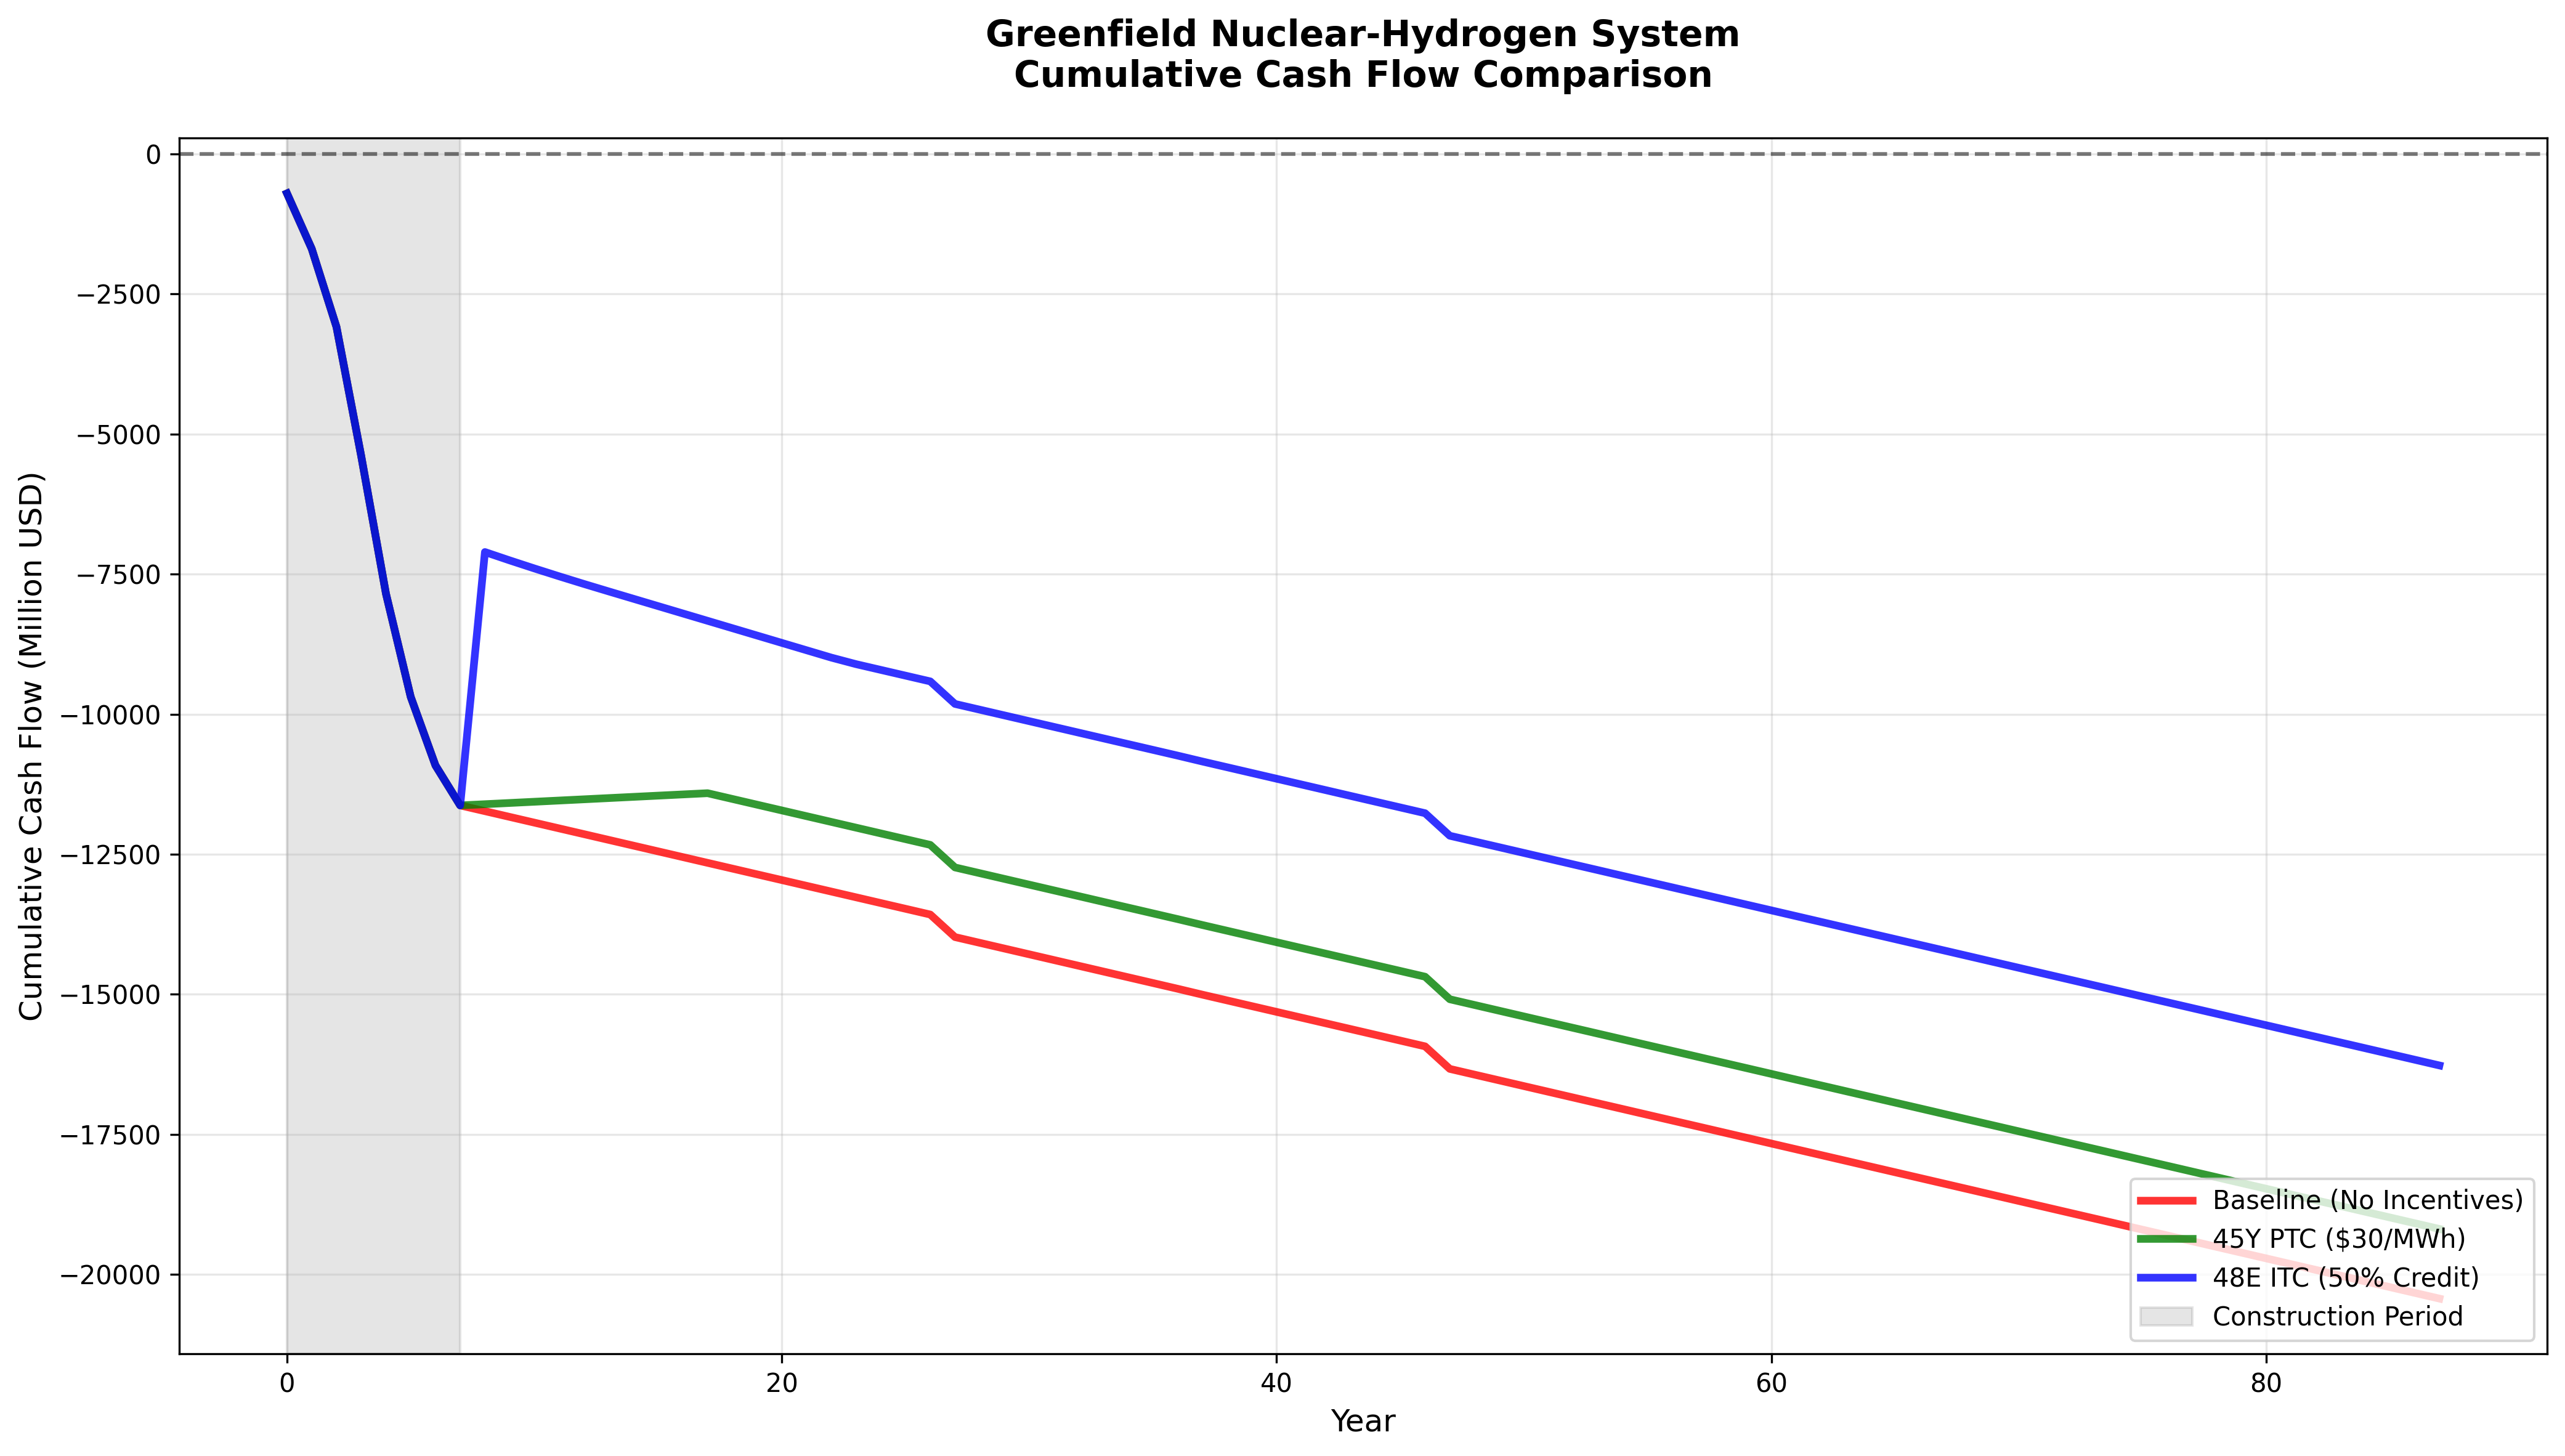 Greenfield Nuclear-Hydrogen System
Cumulative Cash Flow Comparison
Cumulative Cash Flow (Million USD)
0
−2500
−5000
−7500
−10000
−12500
−15000
−17500
−20000
Baseline (No Incentives)
45Y PTC ($30/MWh)
48E ITC (50% Credit)
Construction Period
0 20 40 60 80
Year